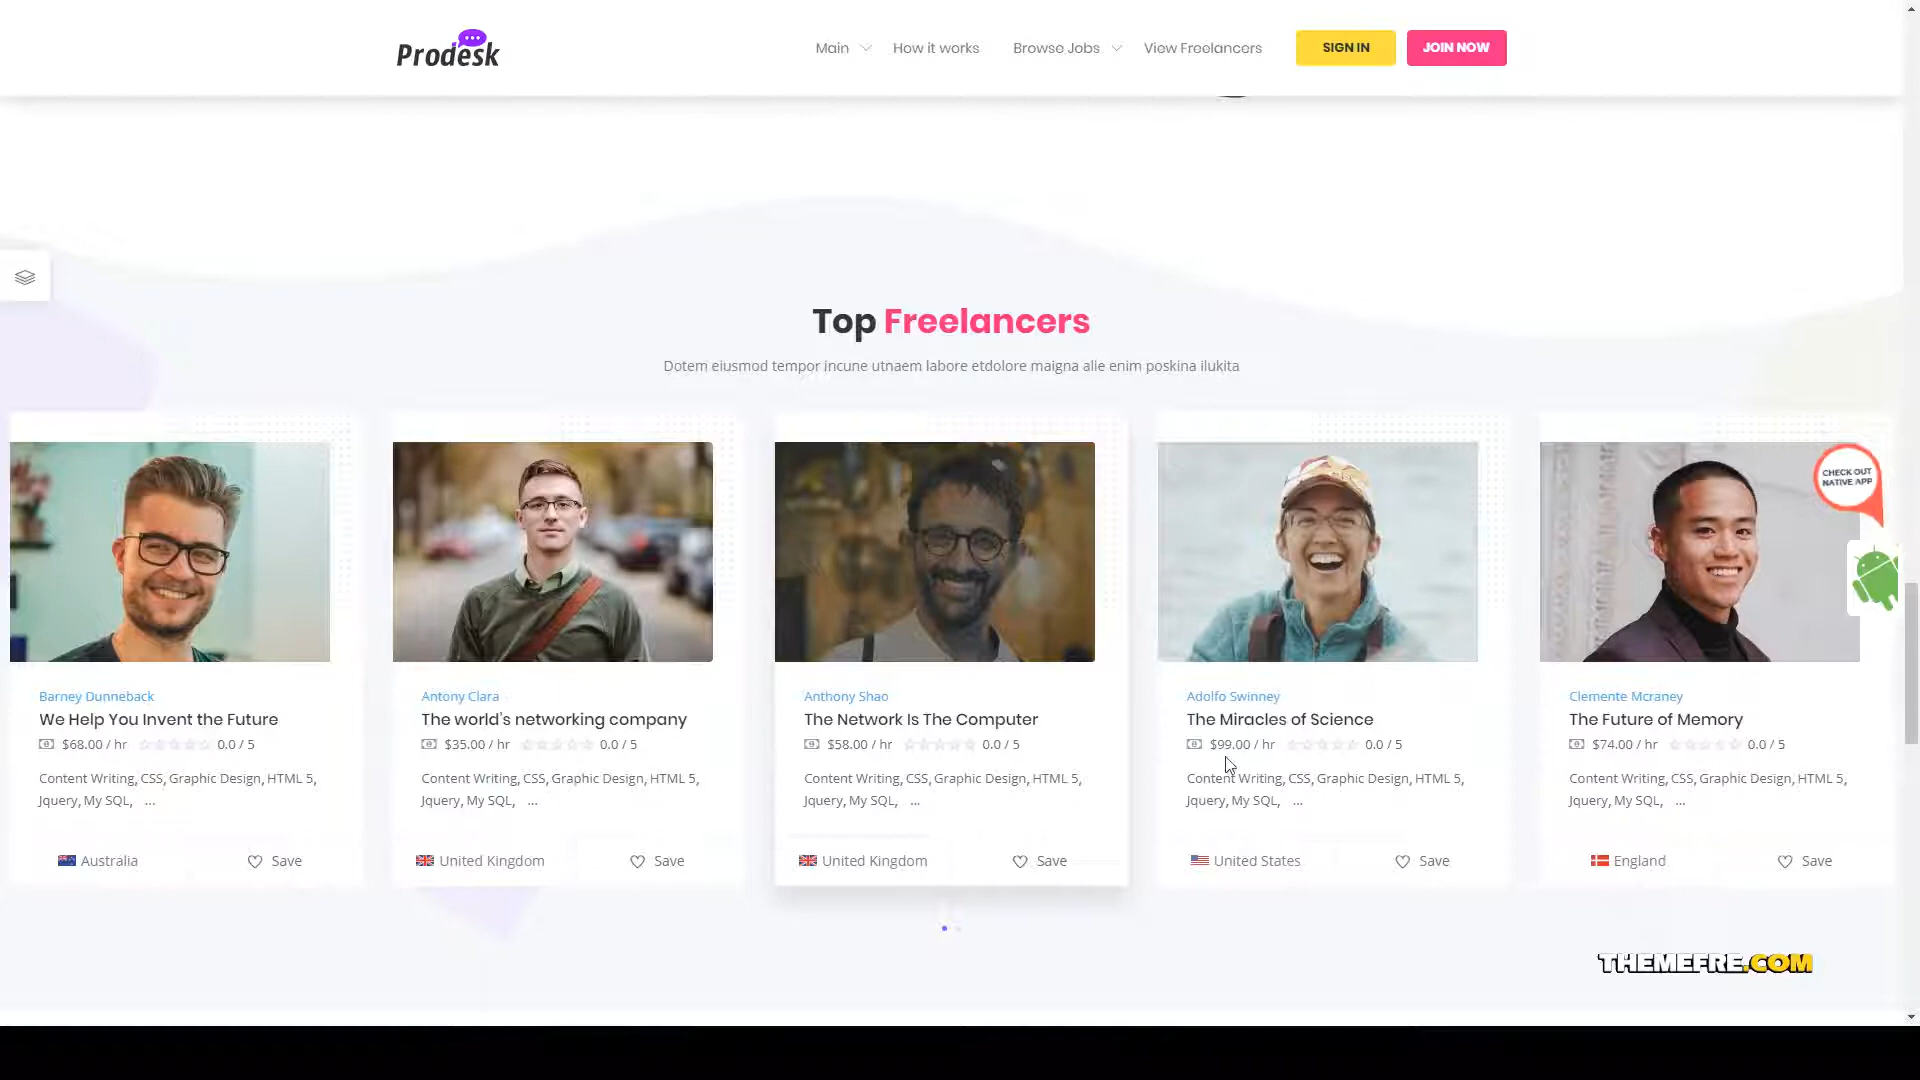 Prodesk
Main
How it works
Browse Jobs
View Freelancers
SIGN IN
JOIN NOW
Top Freelancers
Dotem eiusmod tempor incune utnaem labore etdolore maigna alie enim poskina ilukita
CHECK OUT
NATIVE APP
Barney Dunneback
We Help You Invent the Future
$68.00 / hr 0.0 / 5
Content Writing, CSS, Graphic Design, HTML 5,
Jquery, My SQL, ...
Australia
Save
Antony Clara
The world's networking company
$35.00 / hr 0.0 / 5
Content Writing, CSS, Graphic Design, HTML 5,
Jquery, My SQL, ...
United Kingdom
Save
Anthony Shao
The Network Is The Computer
$58.00 / hr 0.0 / 5
Content Writing, CSS, Graphic Design, HTML 5,
Jquery, My SQL, ...
United Kingdom
Save
Adolfo Swinney
The Miracles of Science
$99.00 / hr 0.0 / 5
Content Writing, CSS, Graphic Design, HTML 5,
Jquery, My SQL, ...
United States
Save
Clemente Mcraney
The Future of Memory
$74.00 / hr 0.0 / 5
Content Writing, CSS, Graphic Design, HTML 5,
Jquery, My SQL, ...
England
Save
THEMEFRE.COM